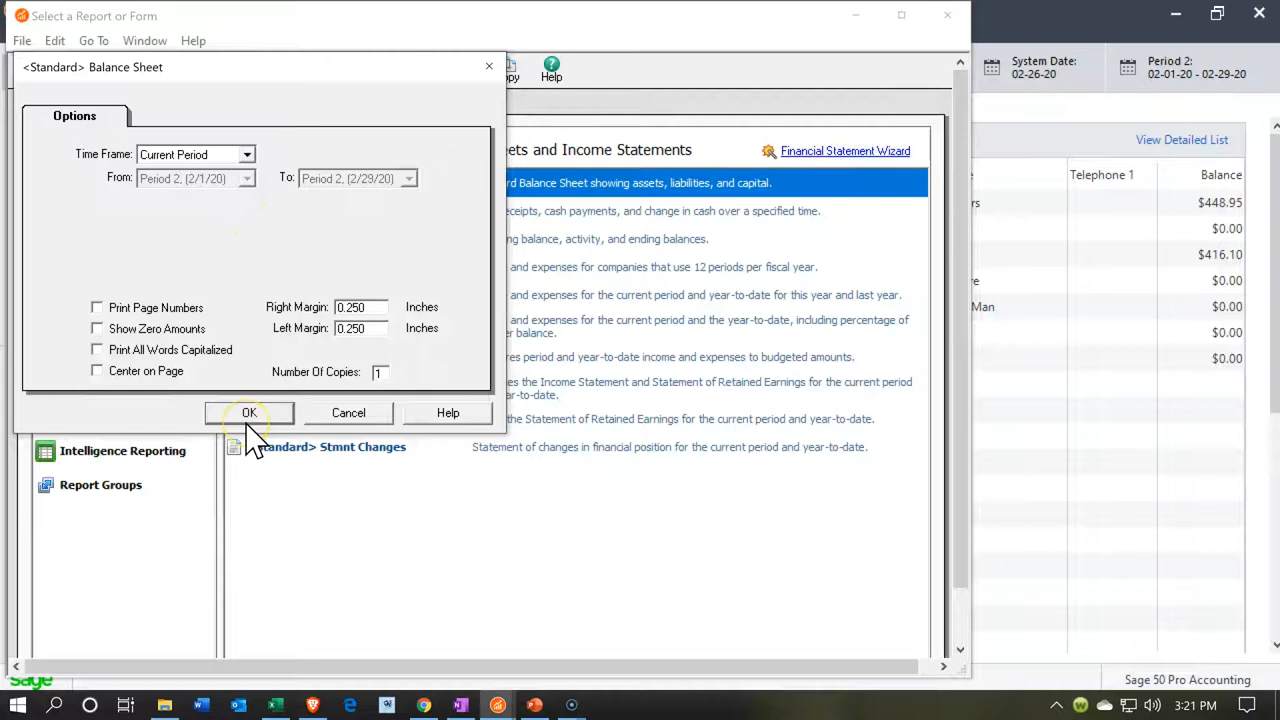 Select a Report or Form
File Edit Go To Window Help
System Date:
02-26-20
Period 2:
02-01-20 - 02-29-20
<Standard> Balance Sheet
opy
Help
Options
Time Frame: Current Period
From: Period 2, (2/1/20) To: Period 2, (2/29/20)
Print Page Numbers
Show Zero Amounts
Print All Words Capitalized
Center on Page
Right Margin: 0.250 Inches
Left Margin: 0.250 Inches
Number Of Copies: 1
OK Cancel Help
ets and Income Statements
Financial Statement Wizard
rd Balance Sheet showing assets, liabilities, and capital.
eceipts, cash payments, and change in cash over a specified time.
ng balance, activity, and ending balances.
and expenses for companies that use 12 periods per fiscal year.
and expenses for the current period and year-to-date for this year and last year.
and expenses for the current period and the year-to-date, including percentage of
er balance.
res period and year-to-date income and expenses to budgeted amounts.
es the Income Statement and Statement of Retained Earnings for the current period
ar-to-date.
the Statement of Retained Earnings for the current period and year-to-date.
tandard> Stmnt Changes Statement of changes in financial position for the current period and year-to-date.
Intelligence Reporting
Report Groups
View Detailed List
Telephone 1 Balance
rs $448.95
$0.00
$416.10
re $0.00
Man $0.00
$0.00
$0.00
sage
Sage 50 Pro Accounting
3:21 PM